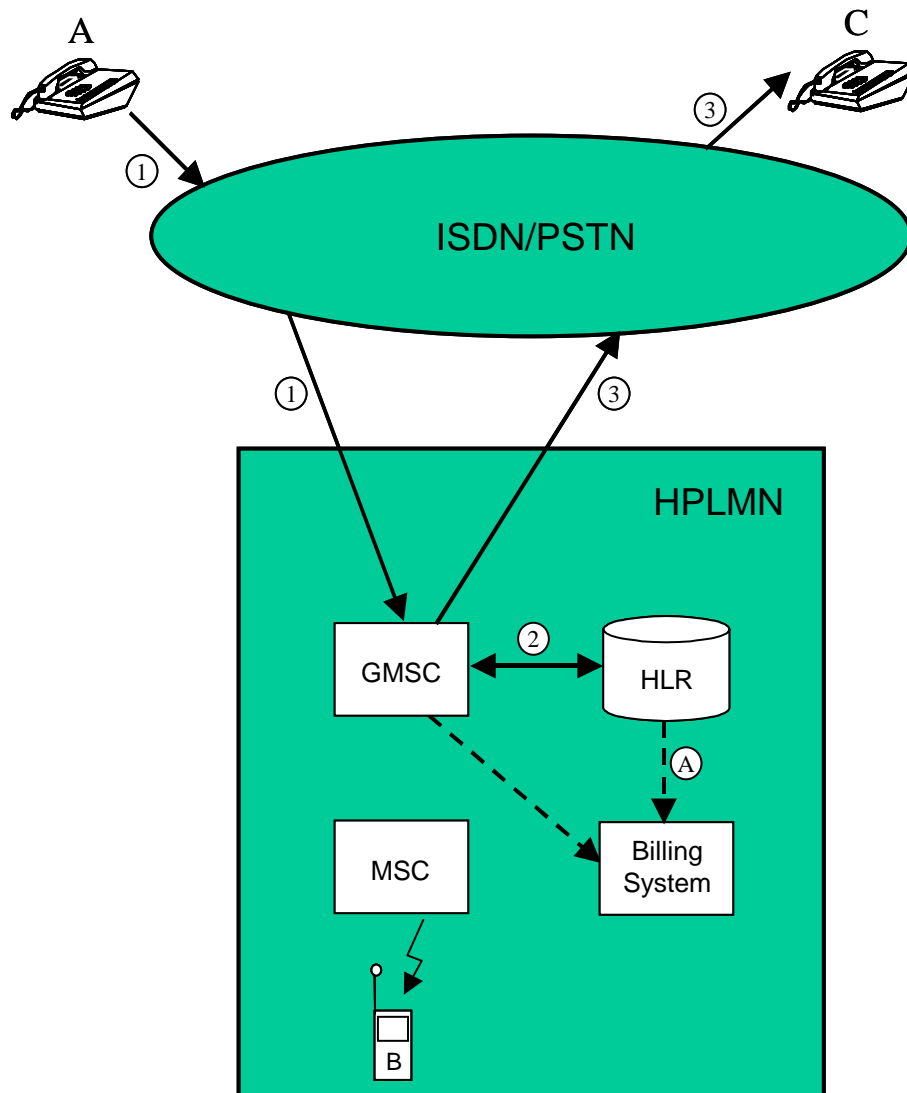 A
C
3
1
ISDN/PSTN
1
3
HPLMN
GMSC
2
HLR
A
MSC
Billing
System
B